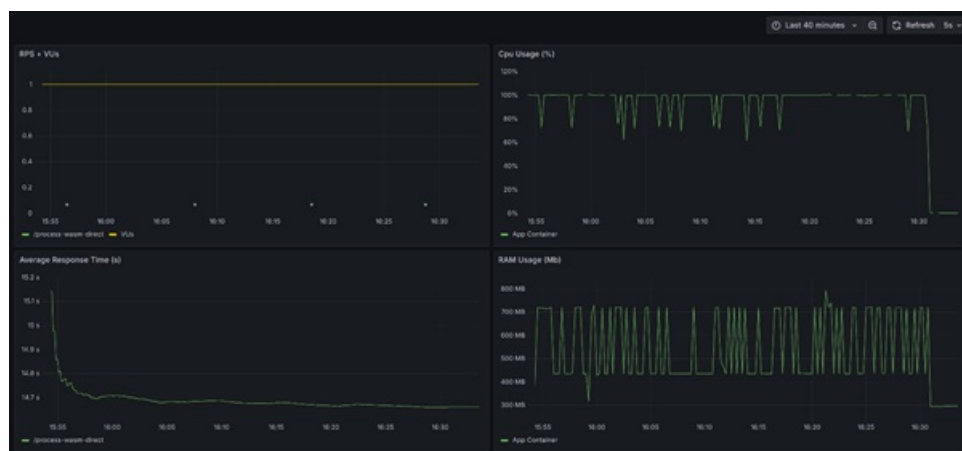 Last 40 minutes
Refresh 5s
RPS + VUs
1
0.8
0.6
0.4
0.2
0
15:55 16:00 16:05 16:10 16:15 16:20 16:25 16:30
/process-wasm-direct VUs
Cpu Usage (%)
120%
100%
80%
60%
40%
20%
0%
15:55 16:00 16:05 16:10 16:15 16:20 16:25 16:30
App Container
Average Response Time (s)
15.2 s
15.1 s
15 s
14.9 s
14.8 s
14.7 s
15:55 16:00 16:05 16:10 16:15 16:20 16:25 16:30
/process-wasm-direct
RAM Usage (Mb)
800 MB
700 MB
600 MB
500 MB
400 MB
300 MB
15:55 16:00 16:05 16:10 16:15 16:20 16:25 16:30
App Container